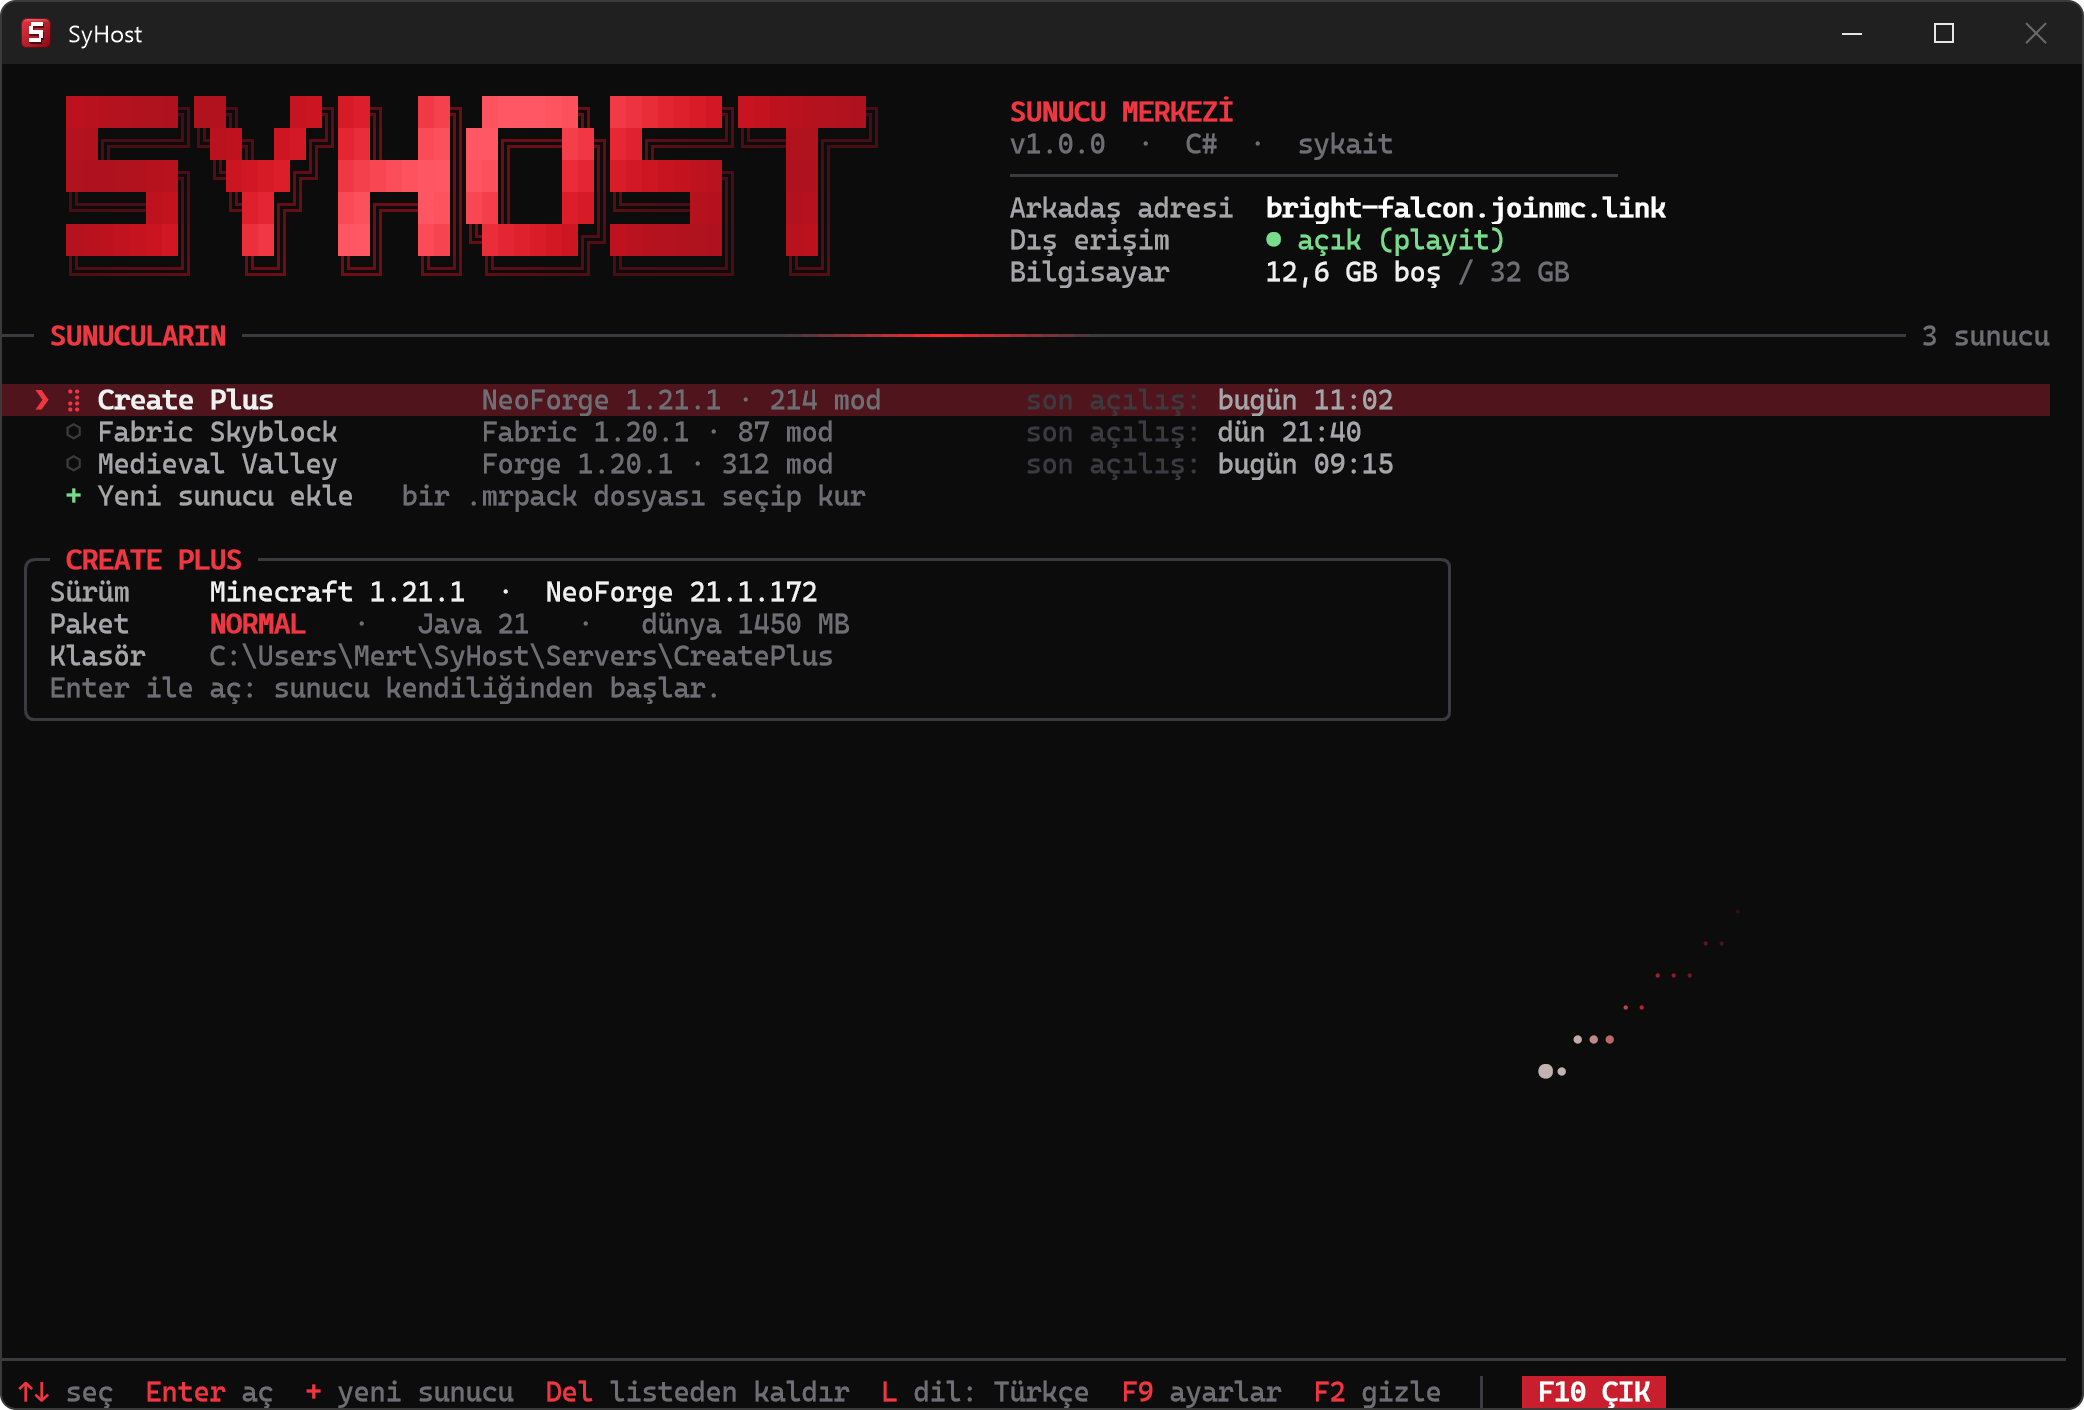 SyHost
SYHOST
SUNUCU MERKEZİ
v1.0.0 · C# · sykait
Arkadaş adresi bright-falcon.joinmc.link
Dış erişim ● açık (playit)
Bilgisayar 12,6 GB boş / 32 GB
SUNUCULARIN 3 sunucu
❯ Create Plus NeoForge 1.21.1 · 214 mod son açılış: bugün 11:02
Fabric Skyblock Fabric 1.20.1 · 87 mod son açılış: dün 21:40
Medieval Valley Forge 1.20.1 · 312 mod son açılış: bugün 09:15
+ Yeni sunucu ekle bir .mrpack dosyası seçip kur
CREATE PLUS
Sürüm Minecraft 1.21.1 · NeoForge 21.1.172
Paket NORMAL · Java 21 · dünya 1450 MB
Klasör C:\Users\Mert\SyHost\Servers\CreatePlus
Enter ile aç: sunucu kendiliğinden başlar.
↑↓ seç Enter aç + yeni sunucu Del listeden kaldır L dil: Türkçe F9 ayarlar F2 gizle │ F10 ÇIK